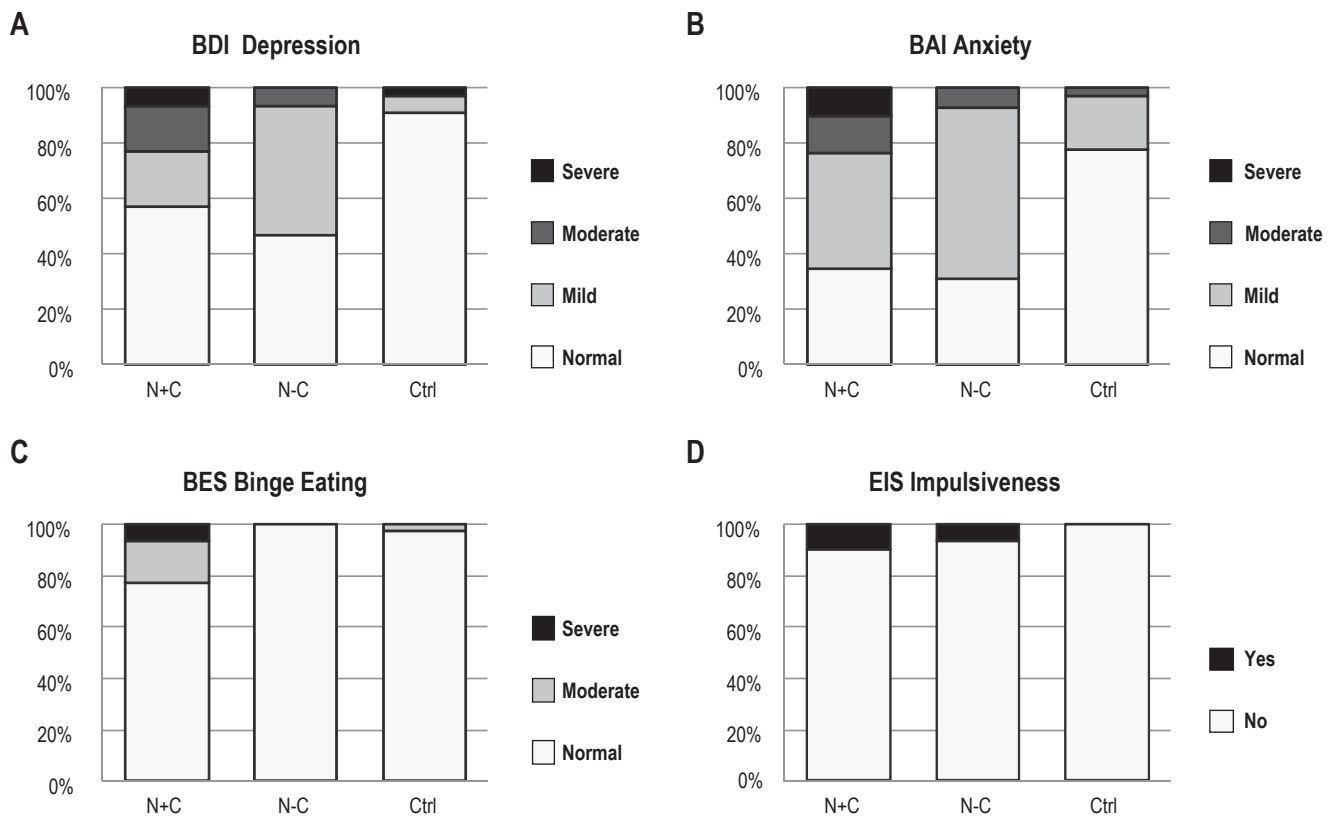 A
BDI Depression
100%
80%
60%
40%
20%
0%
N+C N-C Ctrl
Severe
Moderate
Mild
Normal
B
BAI Anxiety
100%
80%
60%
40%
20%
0%
N+C N-C Ctrl
Severe
Moderate
Mild
Normal
C
BES Binge Eating
100%
80%
60%
40%
20%
0%
N+C N-C Ctrl
Severe
Moderate
Normal
D
EIS Impulsiveness
100%
80%
60%
40%
20%
0%
N+C N-C Ctrl
Yes
No